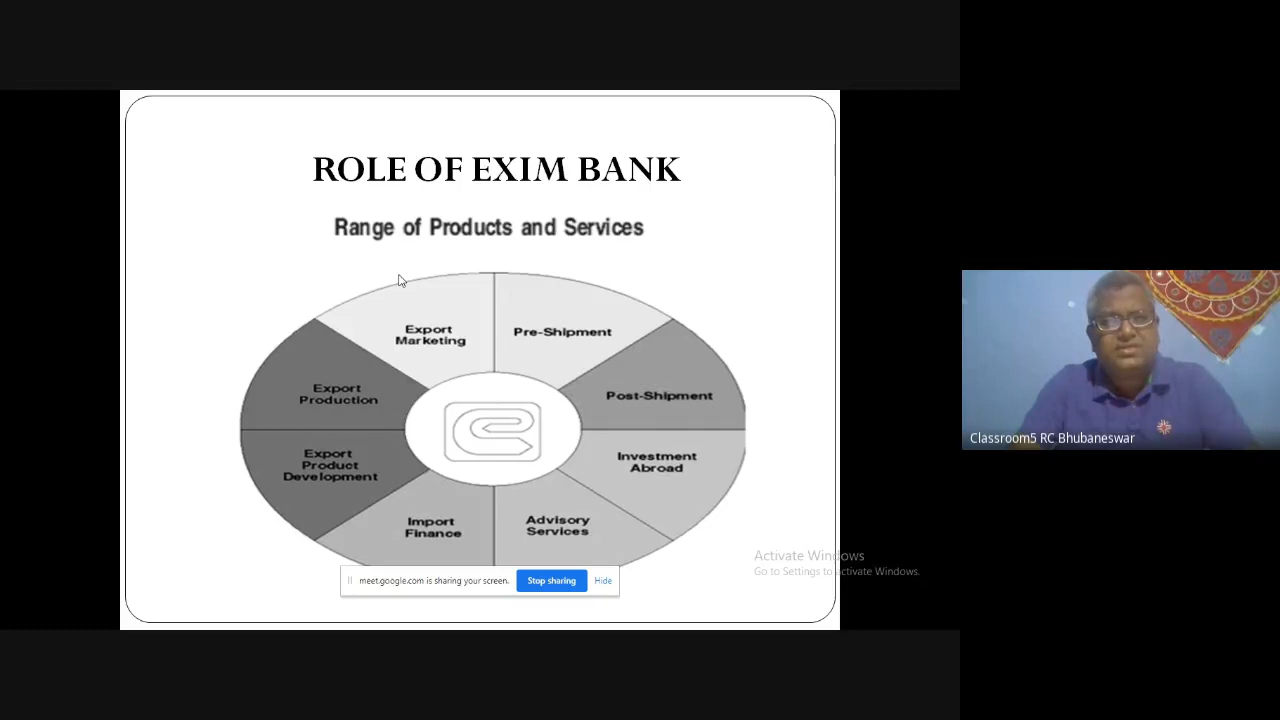 ROLE OF EXIM BANK
Range of Products and Services
Export
Marketing
Pre-Shipment
Export
Production
Post-Shipment
Export
Product
Development
Investment
Abroad
Import
Finance
Advisory
Services
meet.google.com is sharing your screen.
Stop sharing
Hide
Activate Windows
Go to Settings to activate Windows.
Classroom5 RC Bhubaneswar